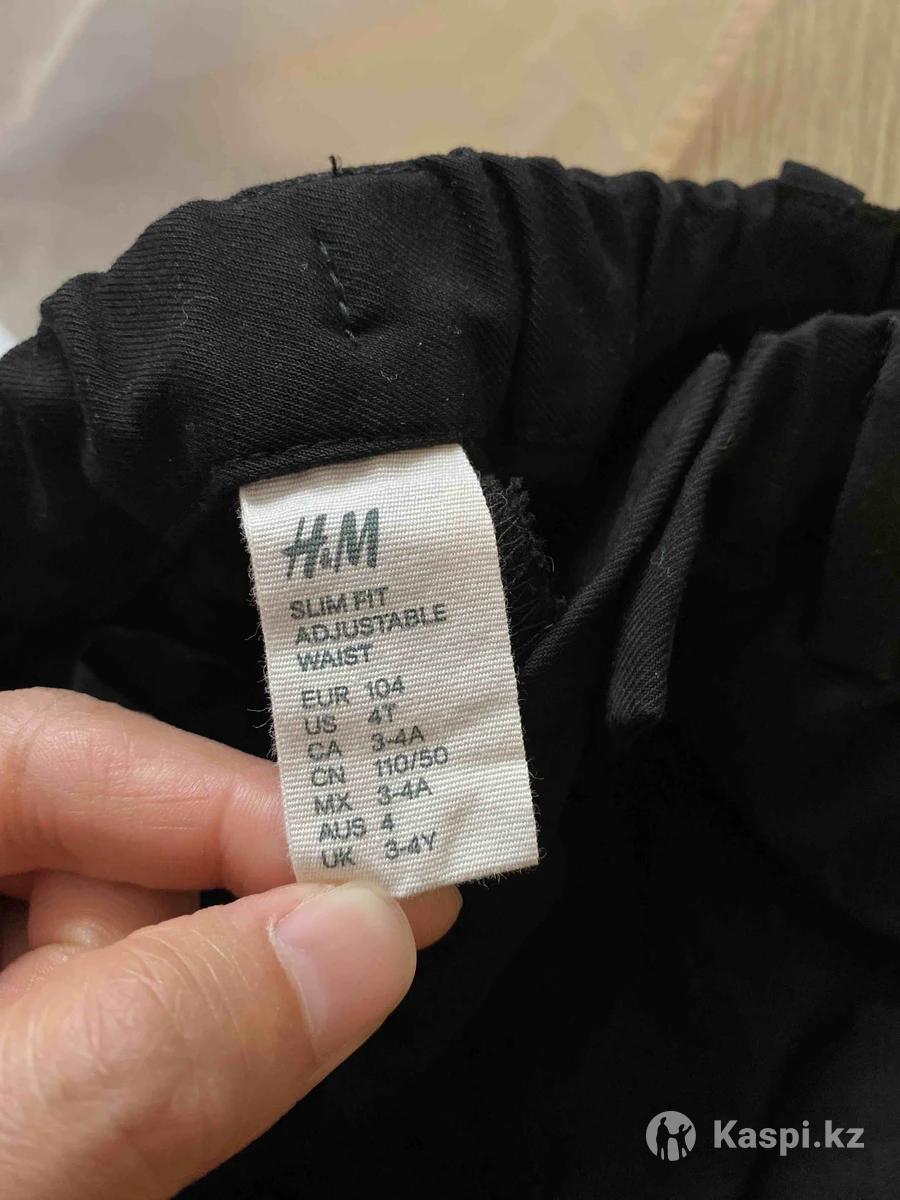 H&M
SLIM FIT
ADJUSTABLE
WAIST
EUR 104
US 4T
CA 3-4A
CN 110/50
MX 3-4A
AUS 4
UK 3-4Y
Kaspi.kz